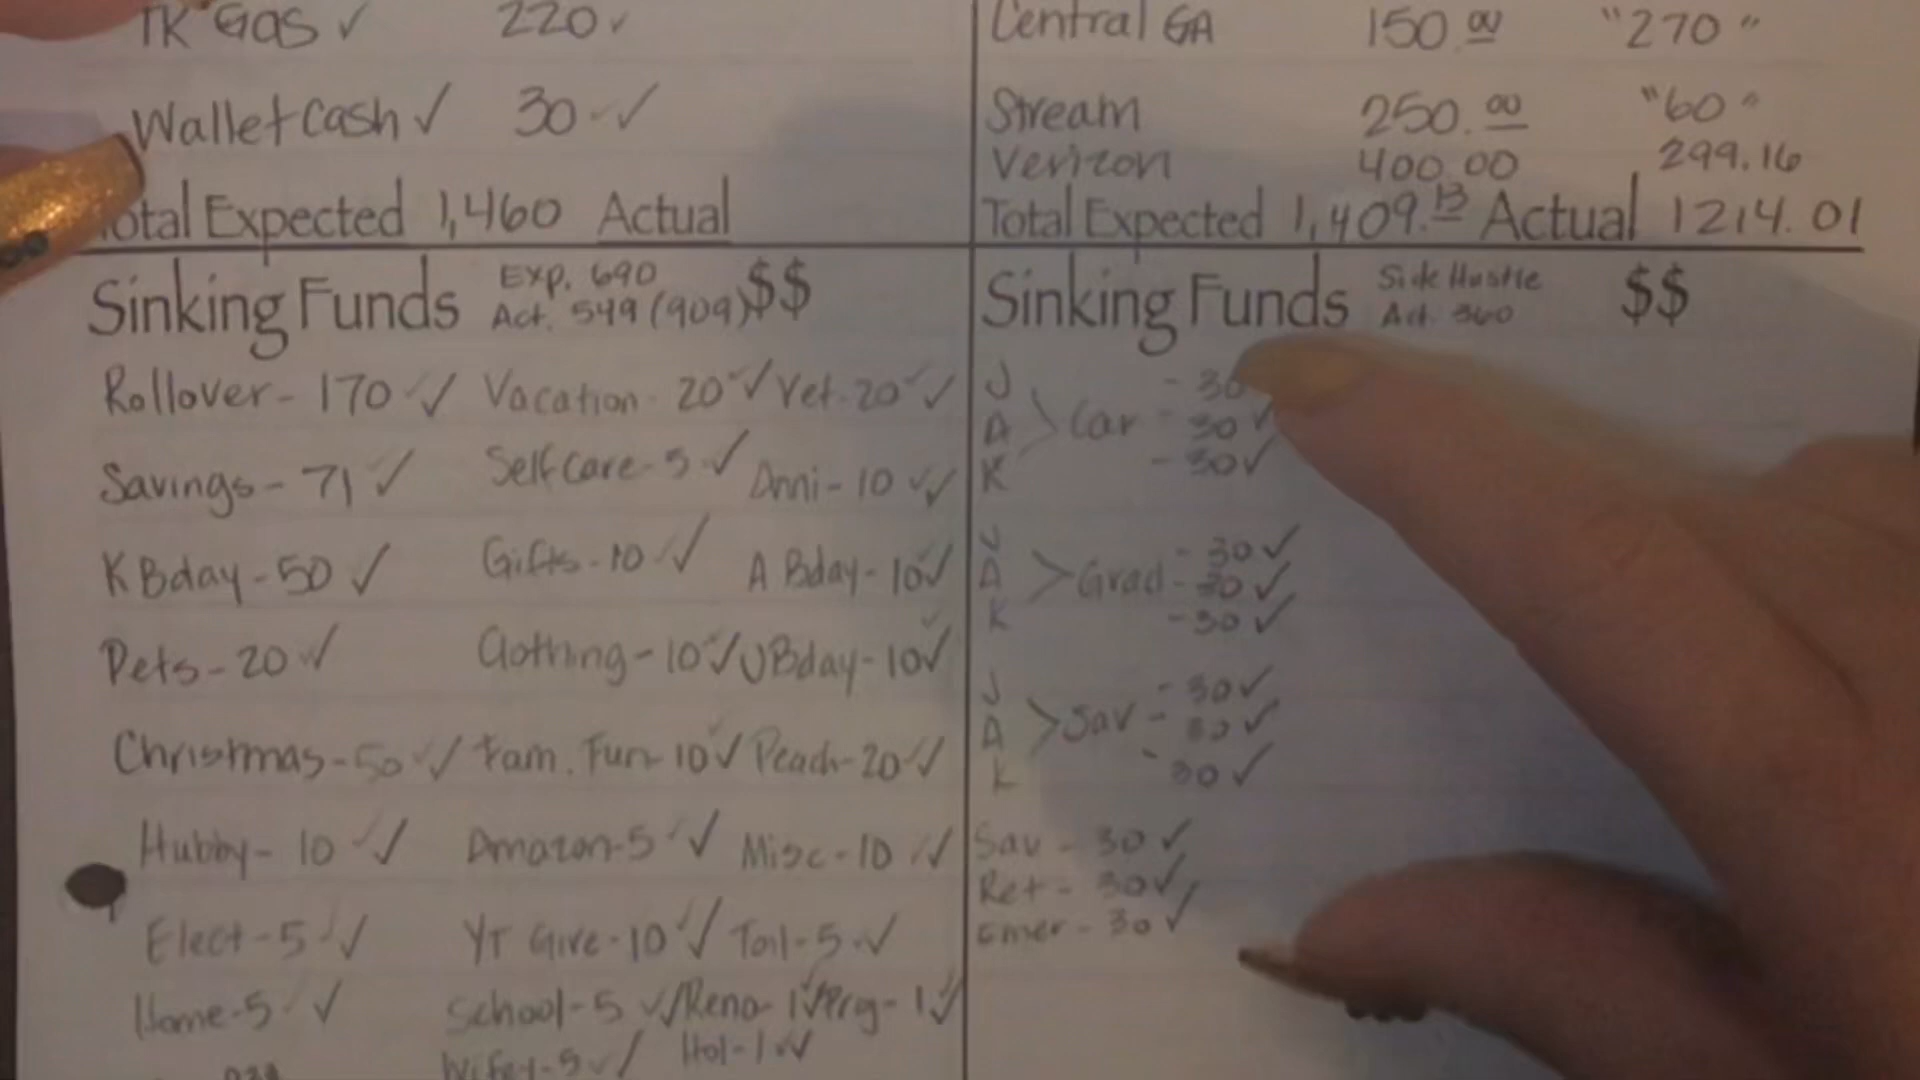 TK Gas ✓ 220 ✓
Wallet Cash ✓ 30 ✓
Total Expected 1,460 Actual
Central GA 150.00 "270"
Stream 250.00 "60"
Verizon 400.00 299.16
Total Expected 1,409.13 Actual 1214.01
Sinking Funds Exp. 690 $$
Act. 549 (909)
Rollover - 170 ✓ Vacation - 20 ✓ Vet - 20 ✓
Savings - 71 ✓ Self Care - 5 ✓ Anni - 10 ✓
K Bday - 50 ✓ Gifts - 10 ✓ A Bday - 10 ✓
Pets - 20 ✓ Clothing - 10 ✓ J Bday - 10 ✓
Christmas - 50 ✓ Fam. Fun - 10 ✓ Peach - 20 ✓
Hubby - 10 ✓ Amazon - 5 ✓ Misc - 10 ✓
Elect - 5 ✓ YT Give - 10 ✓ Toil - 5 ✓
Home - 5 ✓ School - 5 ✓ Reno - 1 ✓ Prg - 1 ✓
Wifey - 5 ✓ Hol - 1 ✓
Sinking Funds Side Hustle $$
Act. 360
J - 30
A > Car - 30 ✓
K - 30 ✓
J - 30 ✓
A > Grad - 30 ✓
K - 30 ✓
J - 30 ✓
A > Sav - 30 ✓
K - 30 ✓
Sav - 30 ✓
Ret - 30 ✓
Emer - 30 ✓